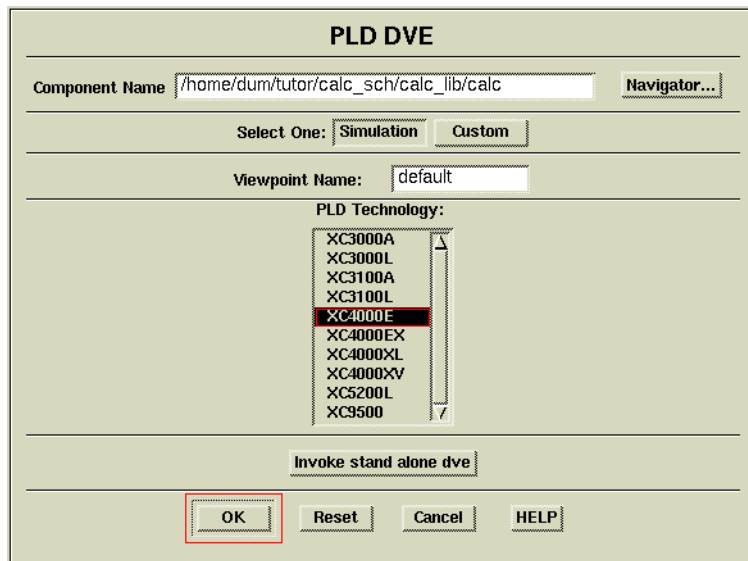 PLD DVE
Component Name /home/dum/tutor/calc_sch/calc_lib/calc Navigator...
Select One: Simulation Custom
Viewpoint Name: default
PLD Technology:
XC3000A
XC3000L
XC3100A
XC3100L
XC4000E
XC4000EX
XC4000XL
XC4000XV
XC5200L
XC9500
Invoke stand alone dve
OK Reset Cancel HELP